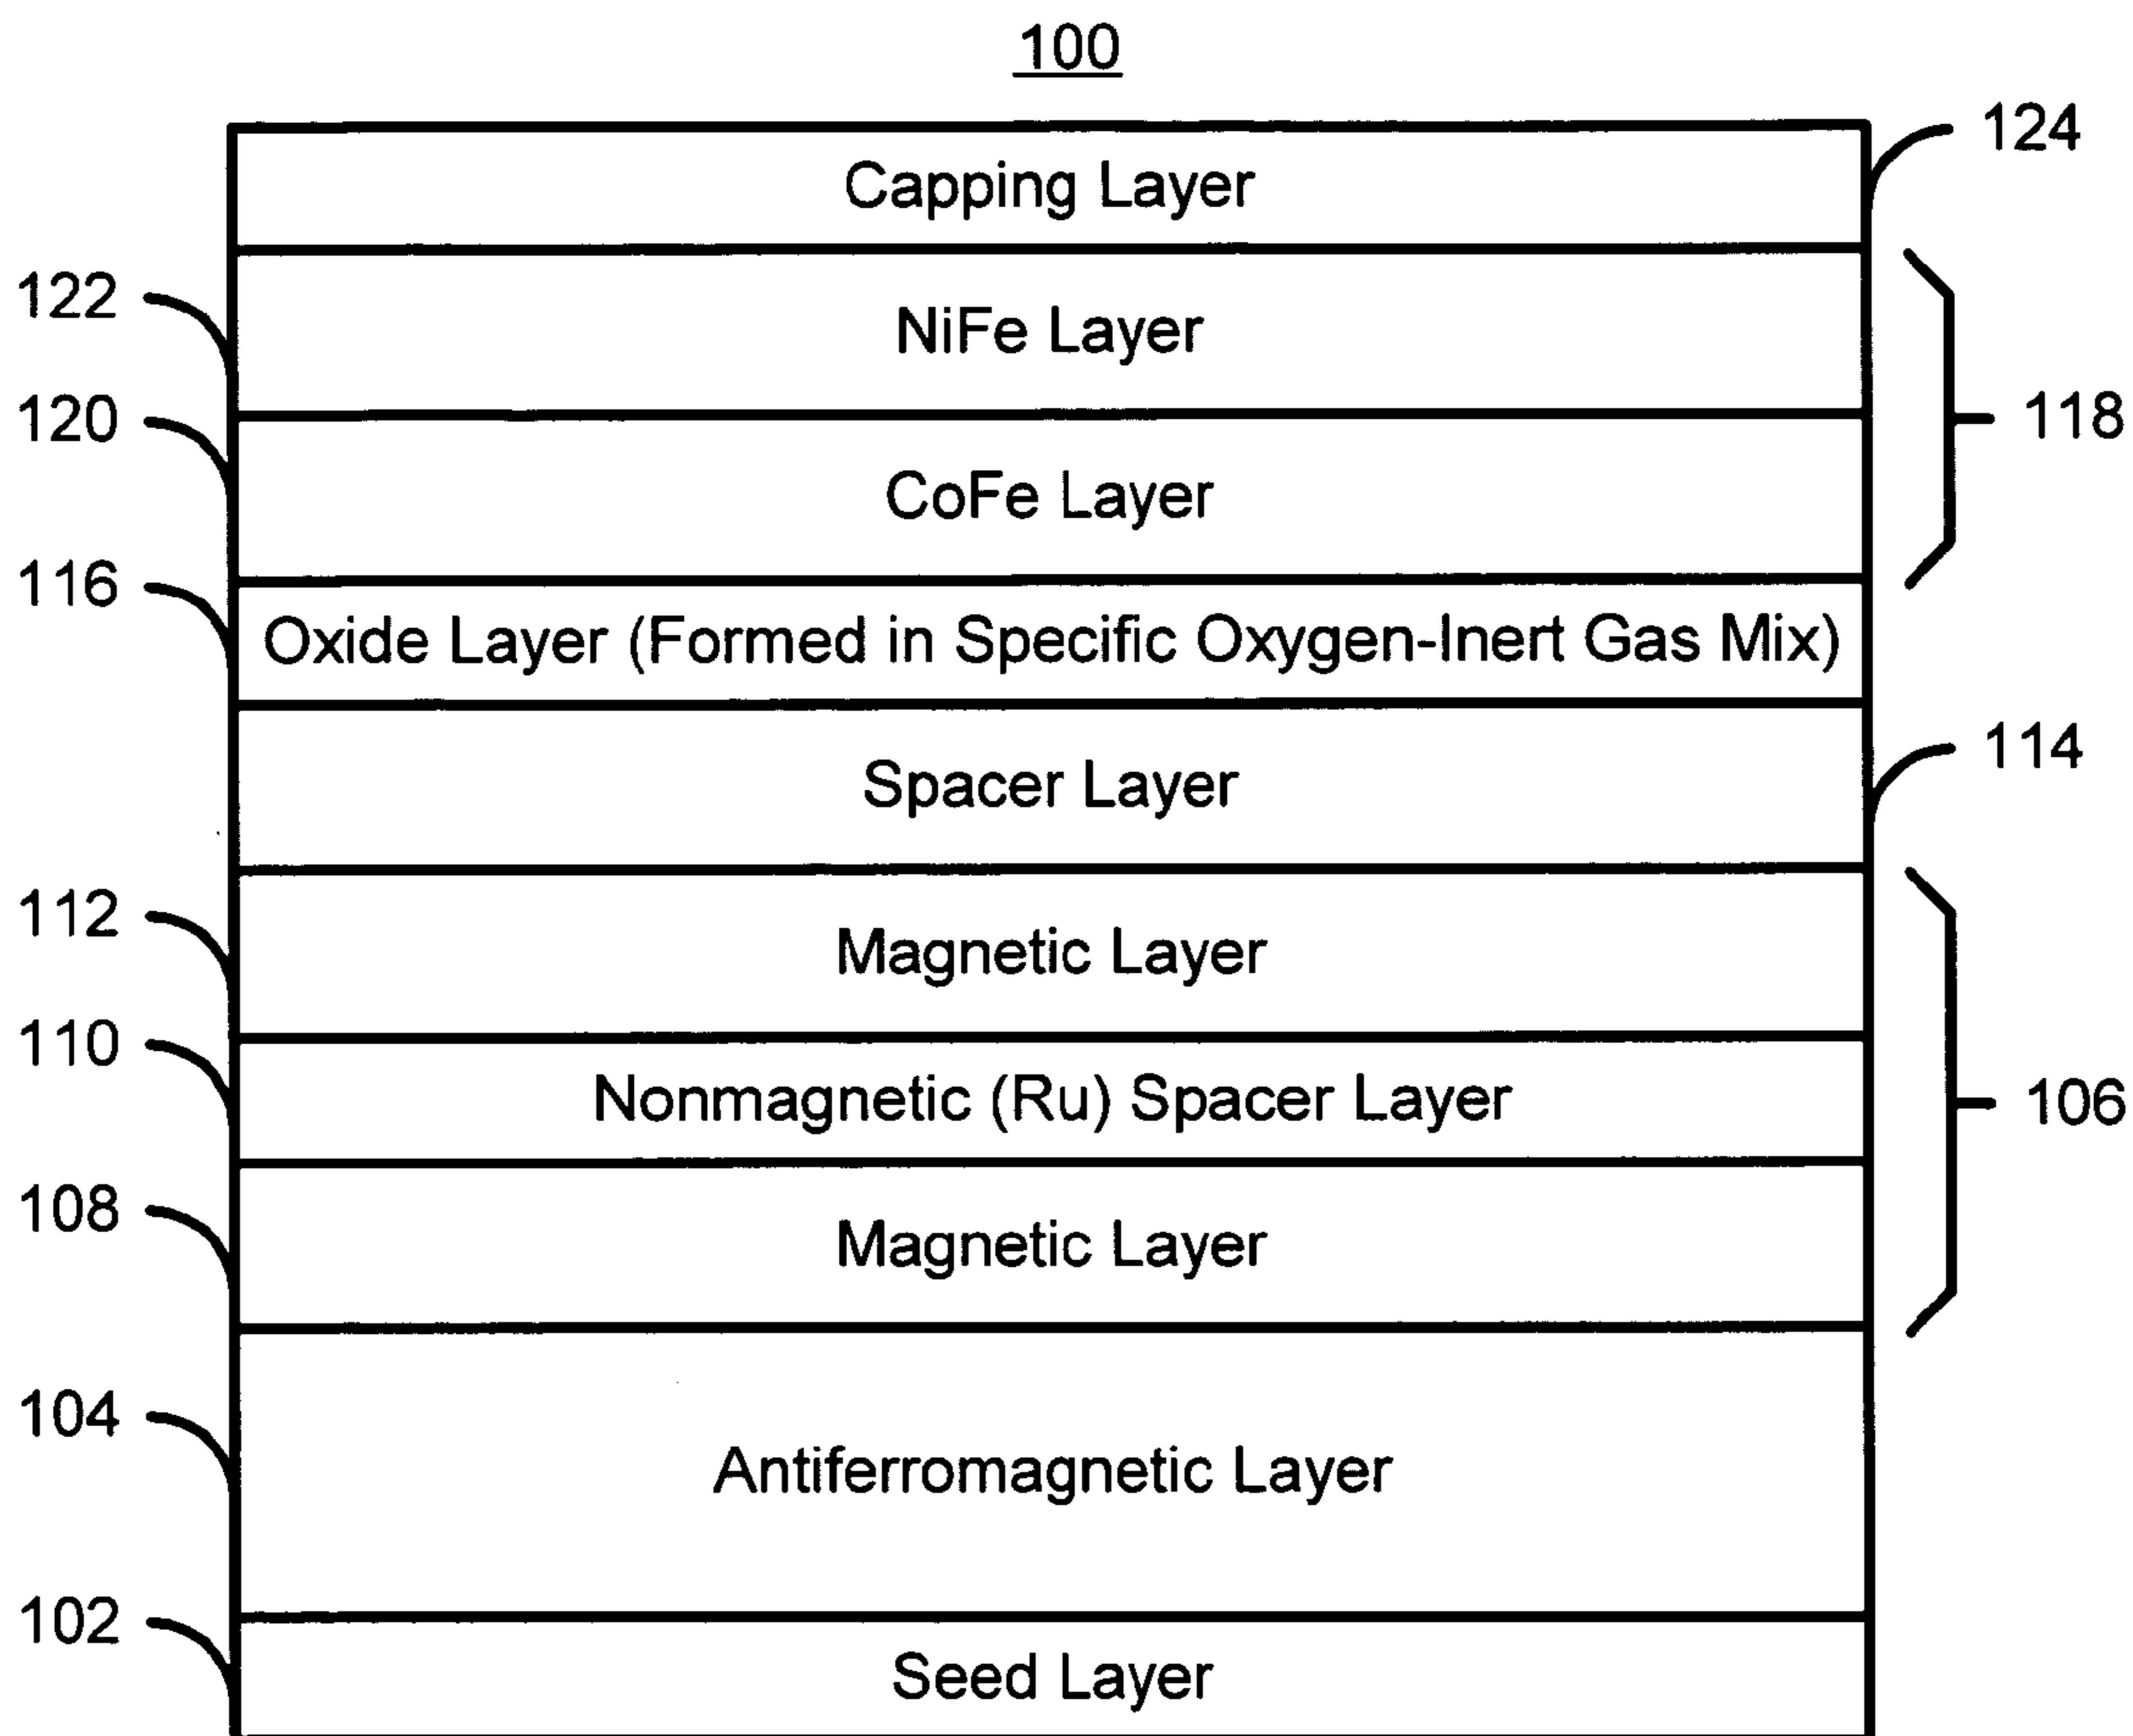 100
124
Capping Layer
122
NiFe Layer
118
120
CoFe Layer
116
Oxide Layer (Formed in Specific Oxygen-Inert Gas Mix)
114
Spacer Layer
112
Magnetic Layer
110
Nonmagnetic (Ru) Spacer Layer
106
108
Magnetic Layer
104
Antiferromagnetic Layer
102
Seed Layer